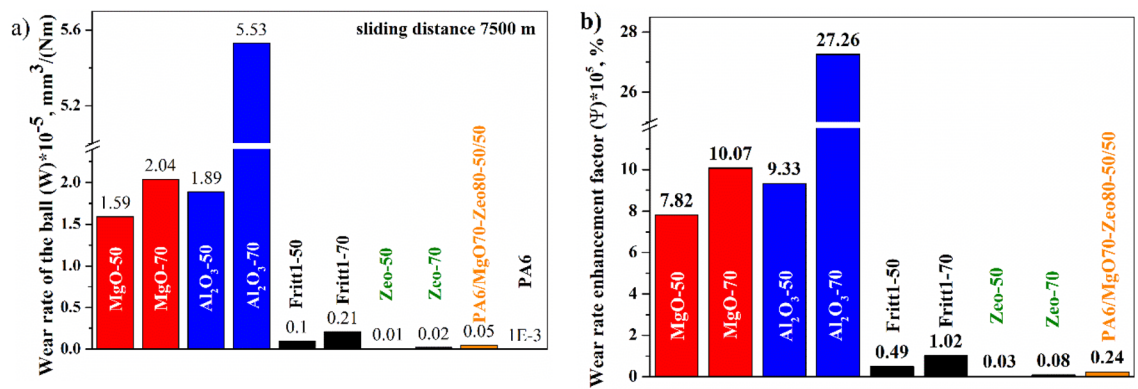 a)
Wear rate of the ball (W)*10⁻⁵, mm³/(Nm)
sliding distance 7500 m
5.6
5.2
2.0
1.5
1.0
0.5
0.0
1.59
2.04
1.89
5.53
0.1
0.21
0.01
0.02
0.05
1E-3
MgO-50
MgO-70
Al₂O₃-50
Al₂O₃-70
Fritt1-50
Fritt1-70
Zeo-50
Zeo-70
PA6/MgO70-Zeo80-50/50
PA6
b)
Wear rate enhancement factor (Ψ)*10⁵, %
28
26
10
8
6
4
2
0
7.82
10.07
9.33
27.26
0.49
1.02
0.03
0.08
0.24
MgO-50
MgO-70
Al₂O₃-50
Al₂O₃-70
Fritt1-50
Fritt1-70
Zeo-50
Zeo-70
PA6/MgO70-Zeo80-50/50